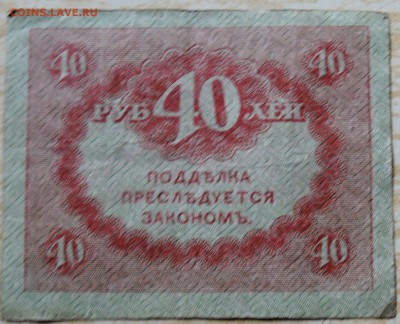 COINS.LAVE.RU
40 40
РУБ 40 ЛЕЙ
ПОДДѢЛКА
ПРЕСЛѢДУЕТСЯ
ЗАКОНОМЪ.
40 40